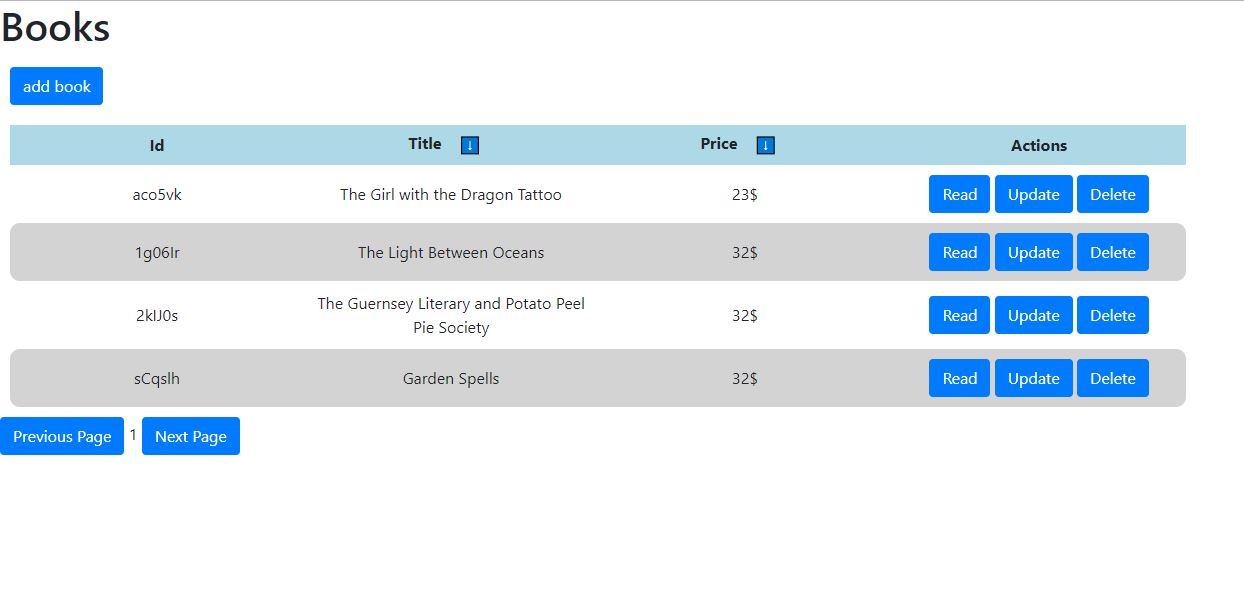 Books
add book
Id Title ↓ Price ↓ Actions
aco5vk The Girl with the Dragon Tattoo 23$ Read Update Delete
1g06Ir The Light Between Oceans 32$ Read Update Delete
2kIJ0s The Guernsey Literary and Potato Peel
Pie Society 32$ Read Update Delete
sCqslh Garden Spells 32$ Read Update Delete
Previous Page 1 Next Page